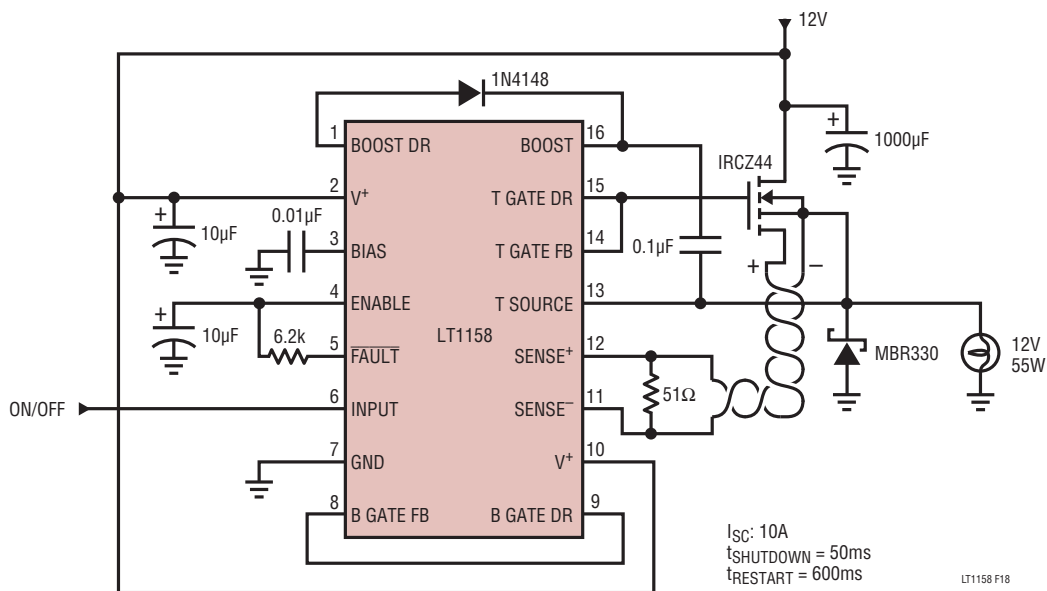 12V
1N4148
+
1000µF
1 BOOST DR
BOOST 16
IRCZ44
2 V+
T GATE DR 15
+
10µF
0.01µF
3 BIAS
T GATE FB 14
0.1µF
+ –
4 ENABLE
T SOURCE 13
+
10µF
6.2k
5 FAULT
LT1158
SENSE+ 12
51Ω
MBR330
12V
55W
ON/OFF
6 INPUT
SENSE– 11
7 GND
V+ 10
8 B GATE FB
B GATE DR 9
ISC: 10A
tSHUTDOWN = 50ms
tRESTART = 600ms
LT1158 F18